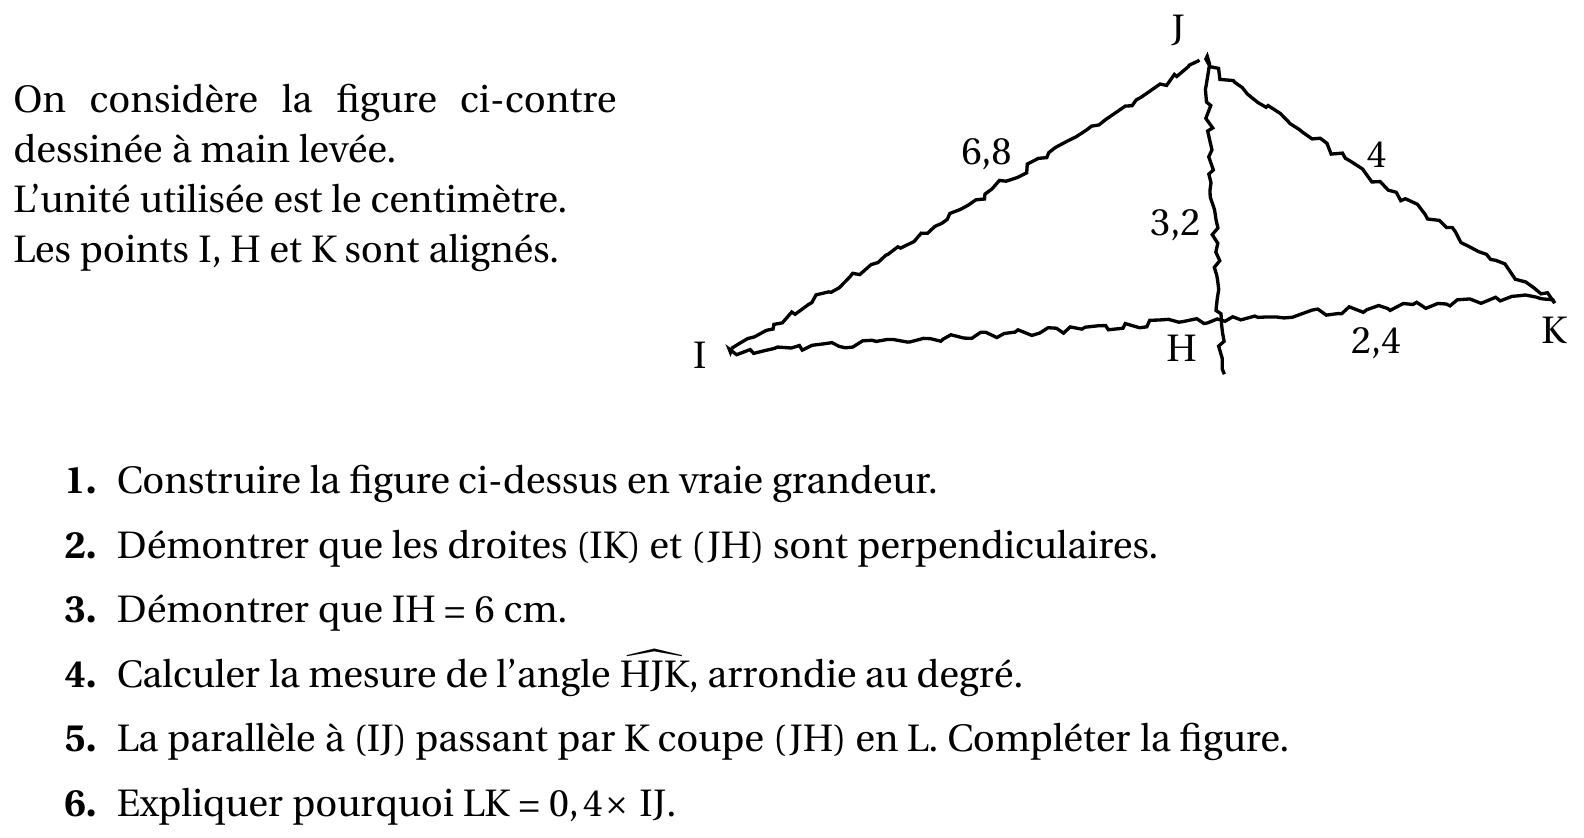 On considère la figure ci-contre
dessinée à main levée.
L'unité utilisée est le centimètre.
Les points I, H et K sont alignés.
J
6,8
4
3,2
I
H
2,4
K
1. Construire la figure ci-dessus en vraie grandeur.
2. Démontrer que les droites (IK) et (JH) sont perpendiculaires.
3. Démontrer que IH = 6 cm.
4. Calculer la mesure de l'angle $\widehat{\text{HJK}}$, arrondie au degré.
5. La parallèle à (IJ) passant par K coupe (JH) en L. Compléter la figure.
6. Expliquer pourquoi LK = 0,4× IJ.